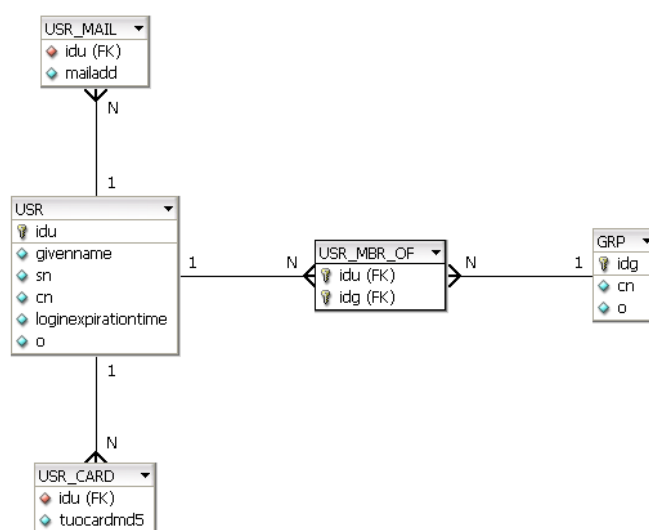 USR_MAIL
idu (FK)
mailadd
N
1
USR
idu
givenname
sn
cn
loginexpirationtime
o
1
N
USR_MBR_OF
idu (FK)
idg (FK)
N
1
GRP
idg
cn
o
1
N
USR_CARD
idu (FK)
tuocardmd5